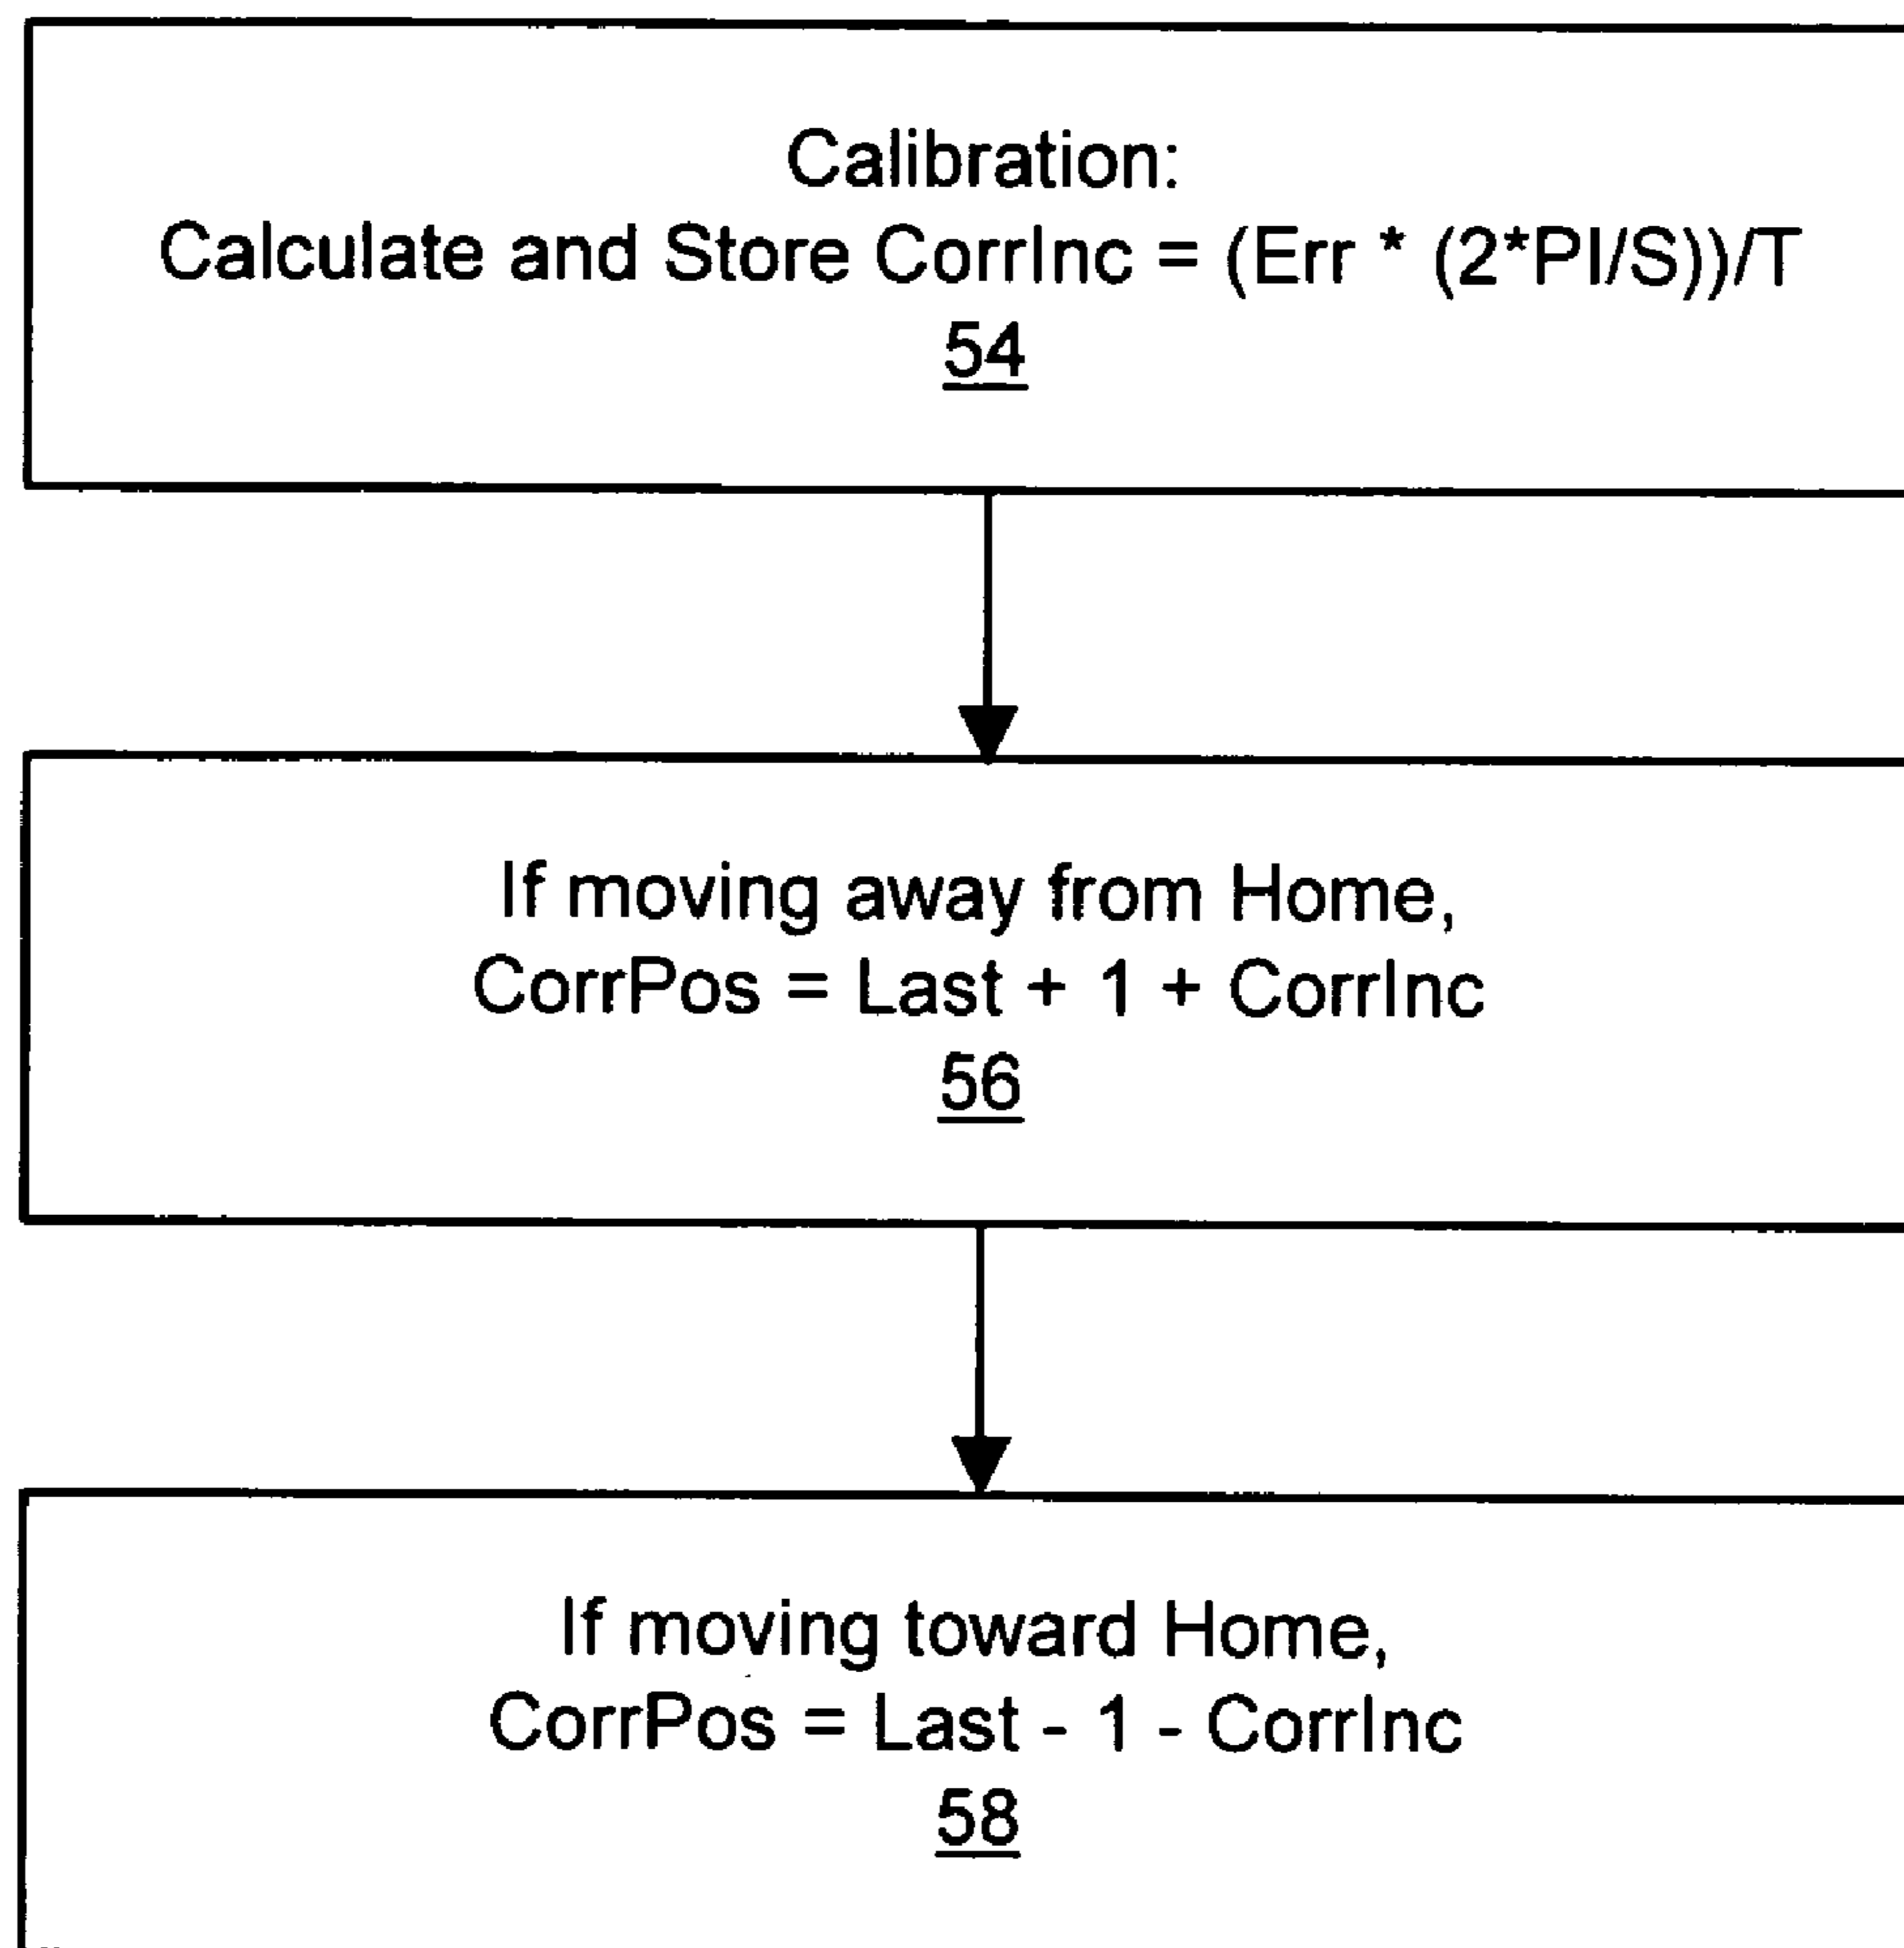 Calibration:
Calculate and Store CorrInc = (Err * (2*PI/S))/T
54
If moving away from Home,
CorrPos = Last + 1 + CorrInc
56
If moving toward Home,
CorrPos = Last - 1 - CorrInc
58